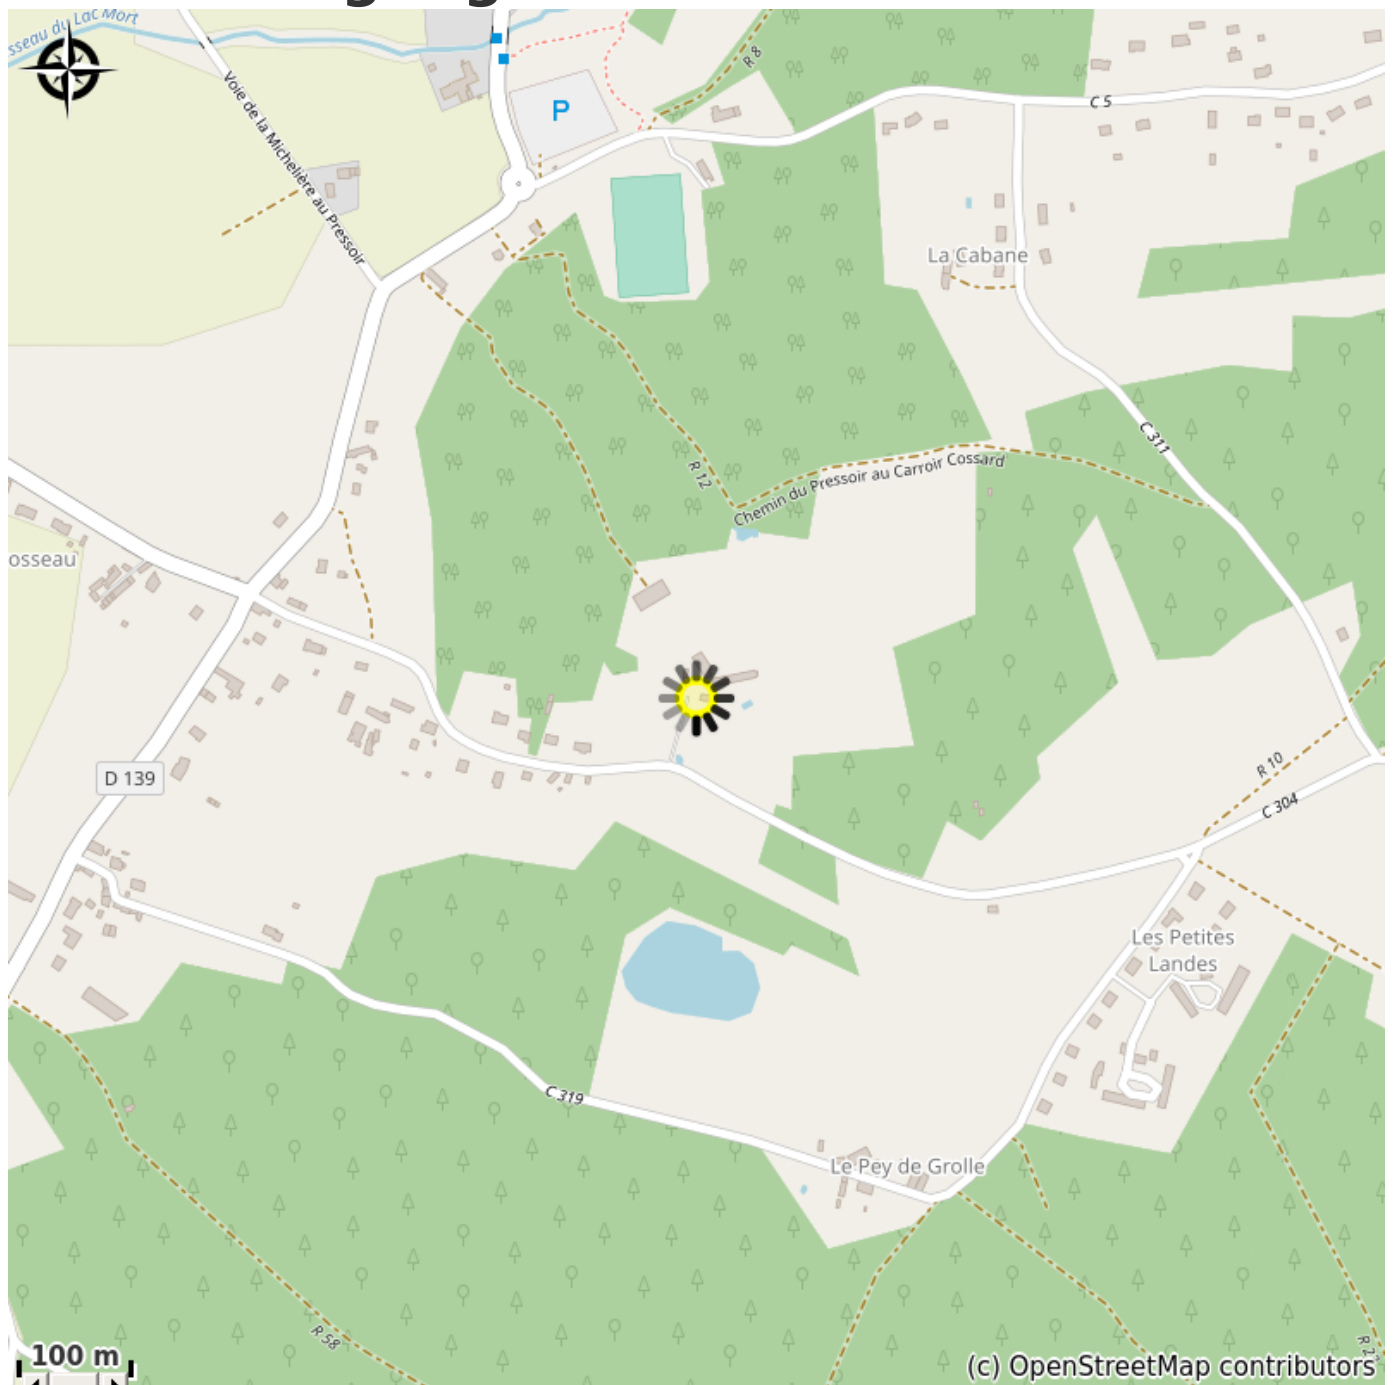 sseau du Lac Mort
R 8
P
C 5
Voie de la Michelière au Pressoir
La Cabane
C 311
R 12
Chemin du Pressoir au Carroir Cossard
osseau
D 139
R 10
C 304
Les Petites
Landes
C 319
Le Pey de Grolle
R 58
100 m
(c) OpenStreetMap contributors